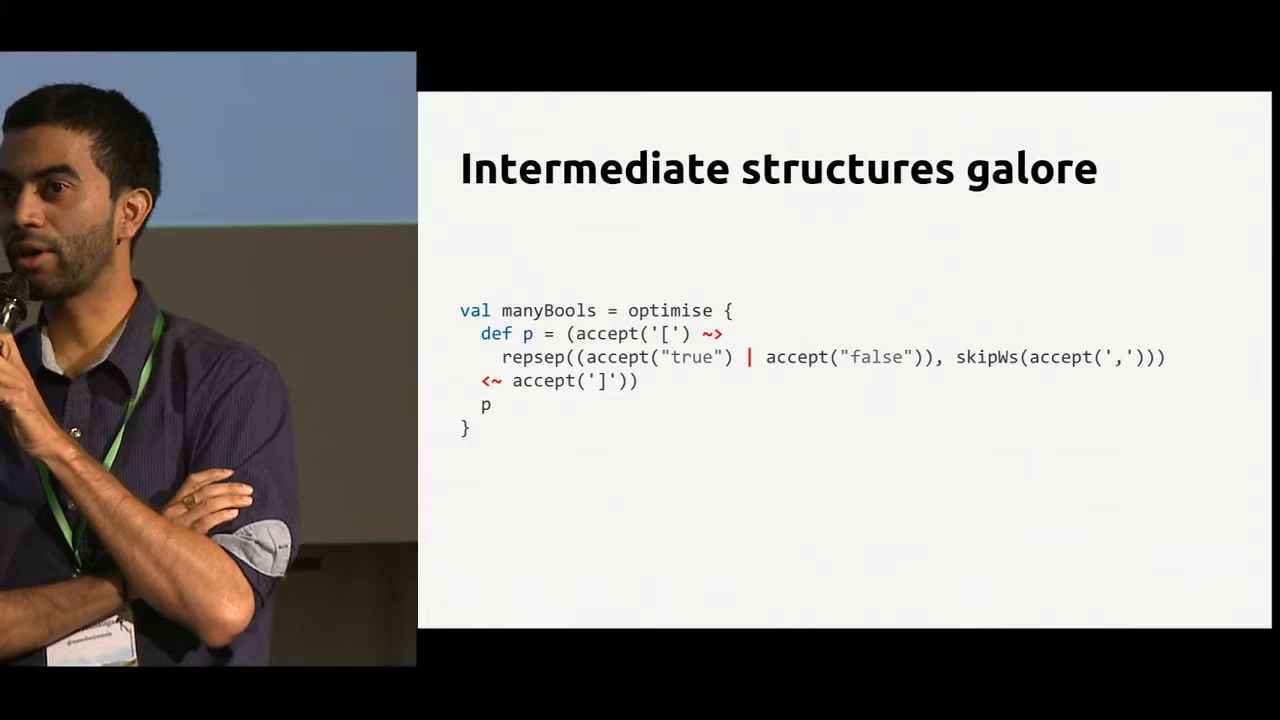 Intermediate structures galore
val manyBools = optimise {
  def p = (accept('[') ~>
    repsep((accept("true") | accept("false")), skipWs(accept(',')))
  <~ accept(']'))
  p
}